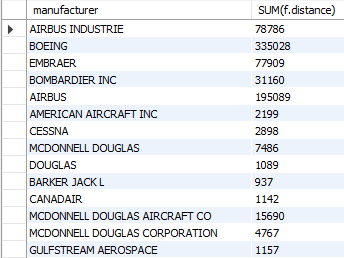 manufacturer SUM(f.distance)
AIRBUS INDUSTRIE 78786
BOEING 335028
EMBRAER 77909
BOMBARDIER INC 31160
AIRBUS 195089
AMERICAN AIRCRAFT INC 2199
CESSNA 2898
MCDONNELL DOUGLAS 7486
DOUGLAS 1089
BARKER JACK L 937
CANADAIR 1142
MCDONNELL DOUGLAS AIRCRAFT CO 15690
MCDONNELL DOUGLAS CORPORATION 4767
GULFSTREAM AEROSPACE 1157